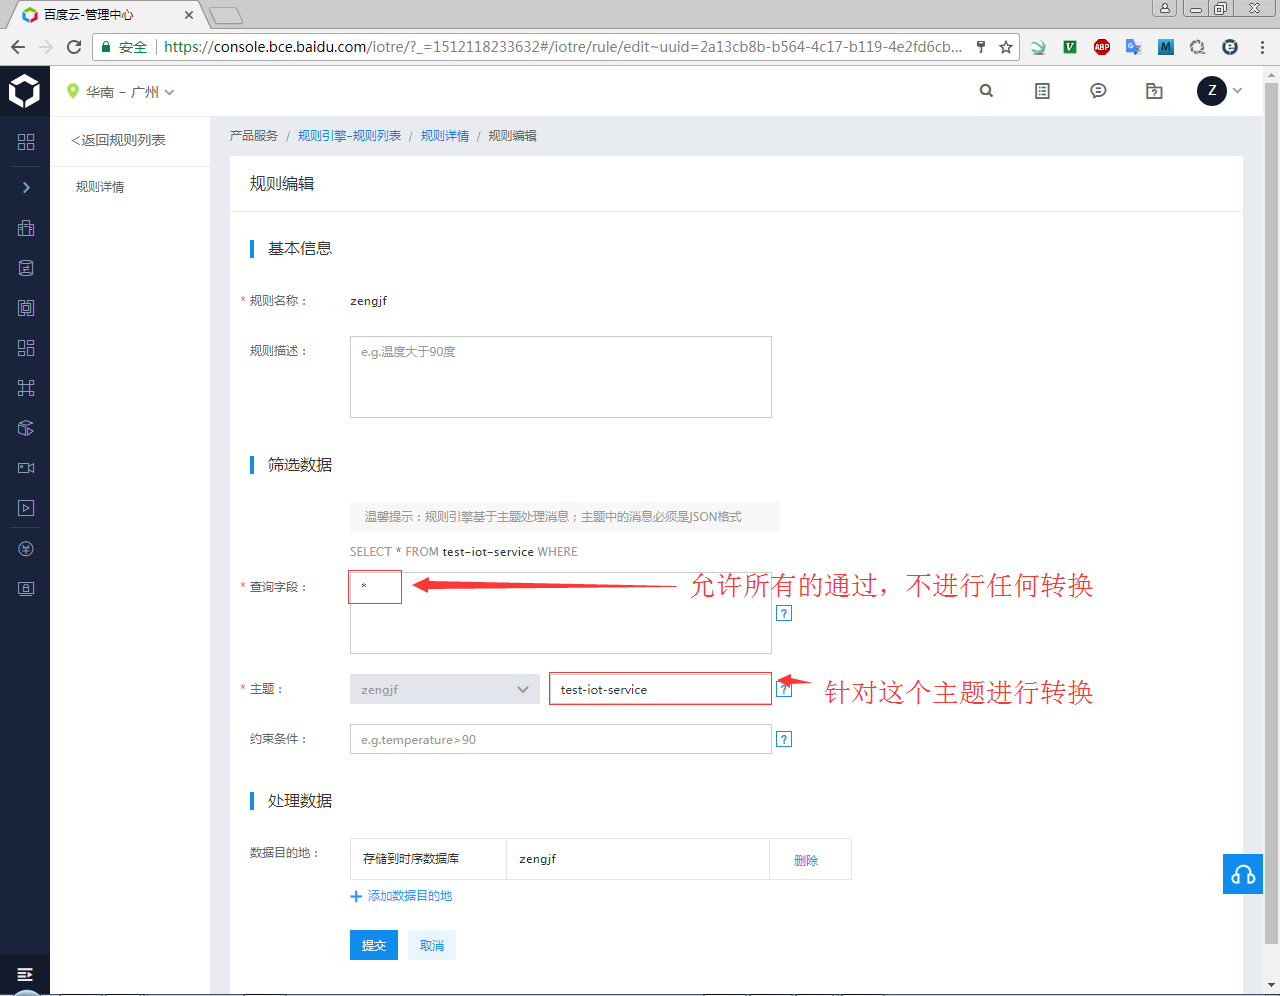 百度云-管理中心
安全 https://console.bce.baidu.com/iotre/?_=1512118233632#/iotre/rule/edit~uuid=2a13cb8b-b564-4c17-b119-4e2fd6cb...
V ABP G M e
华南 - 广州
Z
<返回规则列表
规则详情
产品服务 / 规则引擎-规则列表 / 规则详情 / 规则编辑
规则编辑
基本信息
* 规则名称： zengjf
规则描述： e.g.温度大于90度
筛选数据
温馨提示：规则引擎基于主题处理消息；主题中的消息必须是JSON格式
SELECT * FROM test-iot-service WHERE
* 查询字段： * ?
允许所有的通过，不进行任何转换
* 主题： zengjf test-iot-service ?
针对这个主题进行转换
约束条件： e.g.temperature>90 ?
处理数据
数据目的地： 存储到时序数据库 zengjf 删除
+ 添加数据目的地
提交 取消